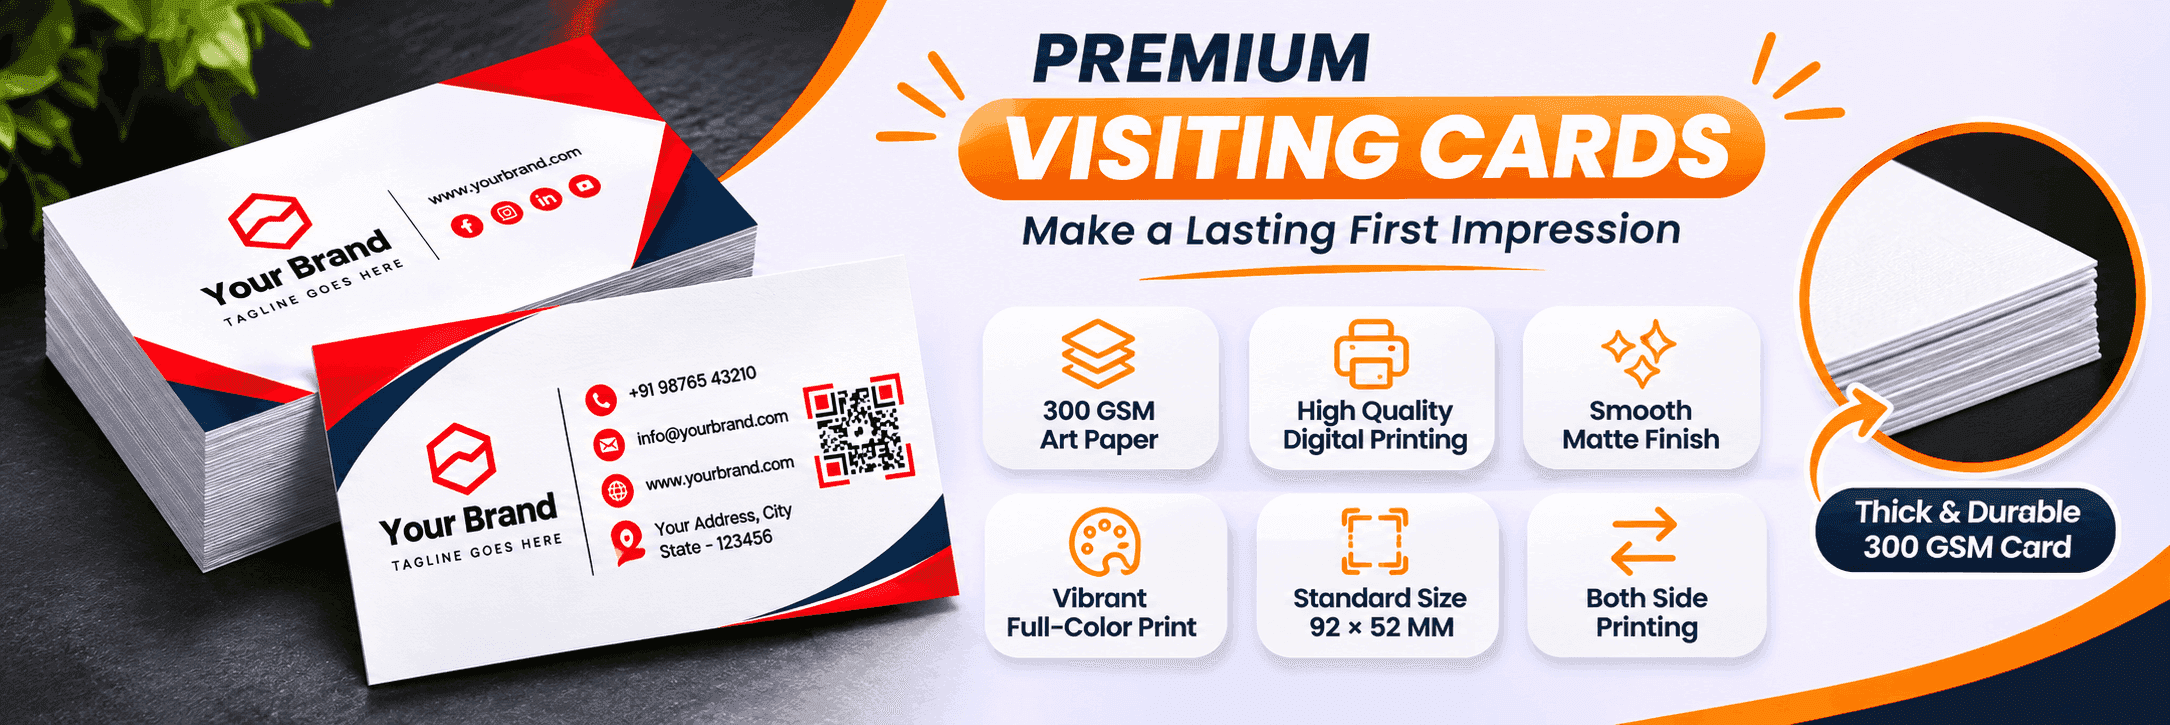 PREMIUM
VISITING CARDS
Make a Lasting First Impression
300 GSM
Art Paper
High Quality
Digital Printing
Smooth
Matte Finish
Vibrant
Full-Color Print
Standard Size
92 × 52 MM
Both Side
Printing
Thick & Durable
300 GSM Card
Your Brand
TAGLINE GOES HERE
www.yourbrand.com
f
in
Your Brand
TAGLINE GOES HERE
+91 98765 43210
info@yourbrand.com
www.yourbrand.com
Your Address, City
State - 123456